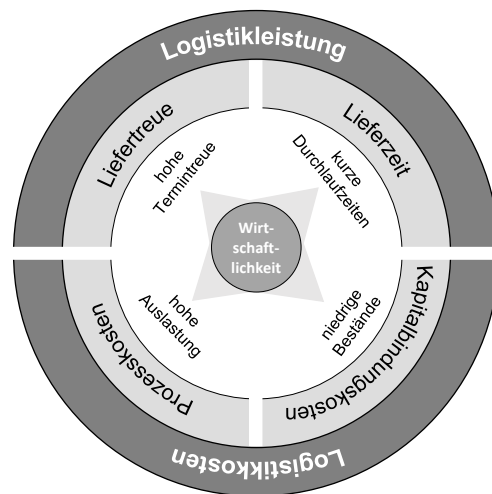 Logistikleistung
Liefertreue
Lieferzeit
hohe
Termintreue
kurze
Durchlaufzeiten
Wirt-
schaft-
lichkeit
hohe
Auslastung
niedrige
Bestände
Prozesskosten
Kapitalbindungskosten
Logistikkosten